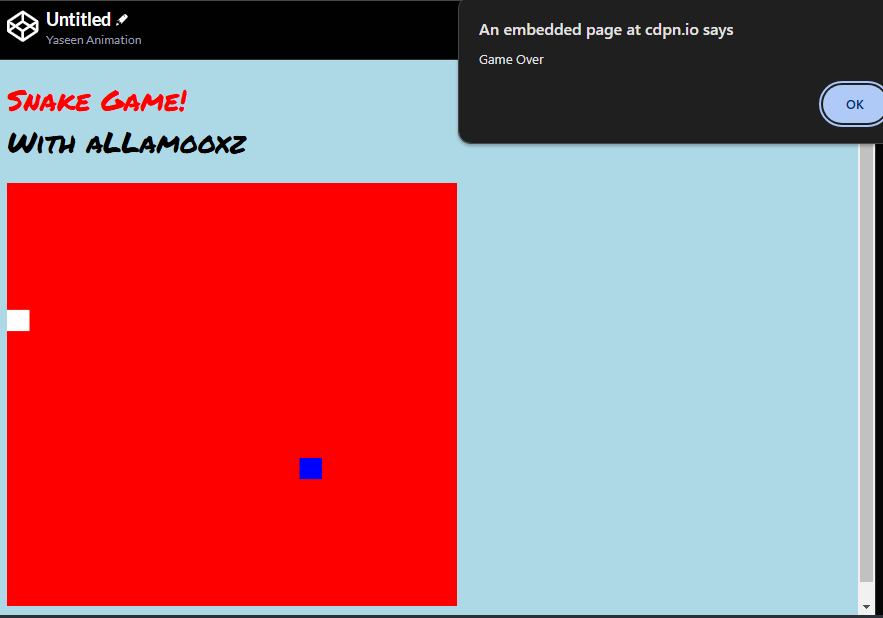 Untitled
Yaseen Animation
An embedded page at cdpn.io says
Game Over
OK
Snake Game!
With aLLamooxz